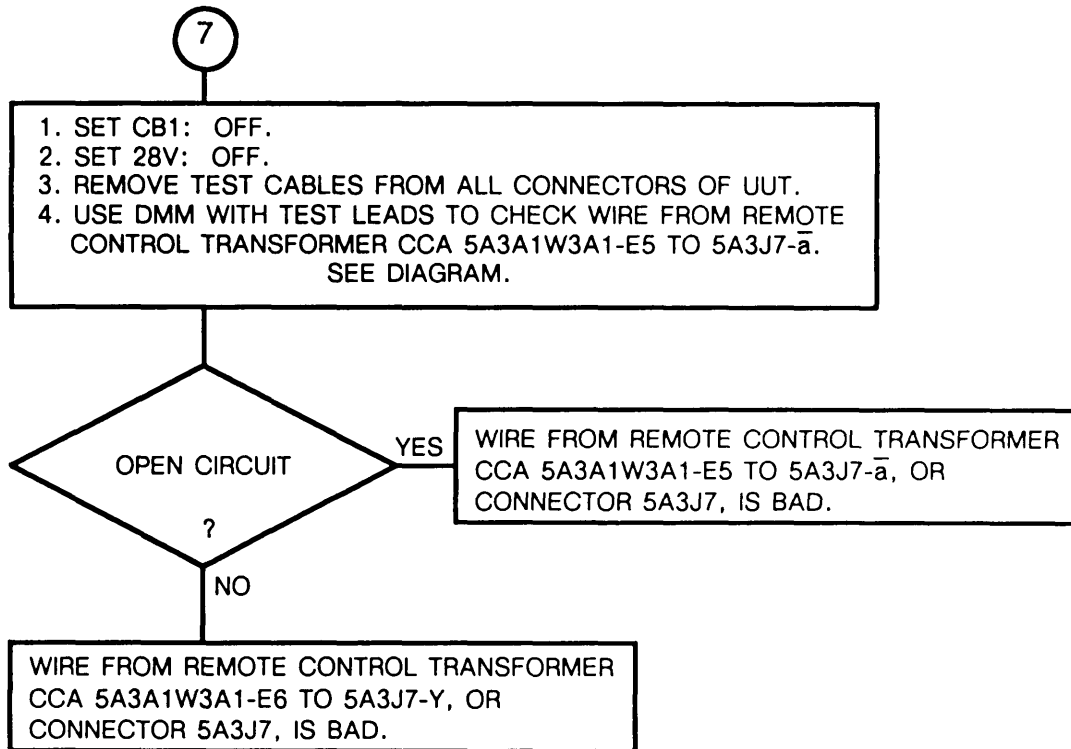 7
1. SET CB1: OFF.
2. SET 28V: OFF.
3. REMOVE TEST CABLES FROM ALL CONNECTORS OF UUT.
4. USE DMM WITH TEST LEADS TO CHECK WIRE FROM REMOTE
CONTROL TRANSFORMER CCA 5A3A1W3A1-E5 TO 5A3J7-a̅.
SEE DIAGRAM.
OPEN CIRCUIT
?
YES
WIRE FROM REMOTE CONTROL TRANSFORMER
CCA 5A3A1W3A1-E5 TO 5A3J7-a̅, OR
CONNECTOR 5A3J7, IS BAD.
NO
WIRE FROM REMOTE CONTROL TRANSFORMER
CCA 5A3A1W3A1-E6 TO 5A3J7-Y, OR
CONNECTOR 5A3J7, IS BAD.